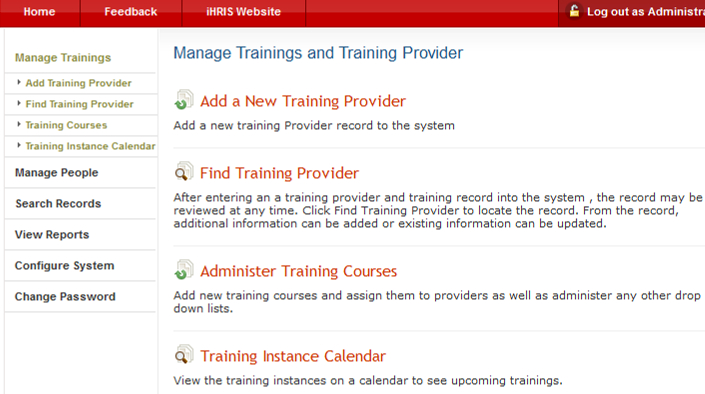 Home Feedback iHRIS Website Log out as Administra
Manage Trainings
Add Training Provider
Find Training Provider
Training Courses
Training Instance Calendar
Manage People
Search Records
View Reports
Configure System
Change Password
Manage Trainings and Training Provider
Add a New Training Provider
Add a new training Provider record to the system
Find Training Provider
After entering an a training provider and training record into the system , the record may be
reviewed at any time. Click Find Training Provider to locate the record. From the record,
additional information can be added or existing information can be updated.
Administer Training Courses
Add new training courses and assign them to providers as well as administer any other drop
down lists.
Training Instance Calendar
View the training instances on a calendar to see upcoming trainings.